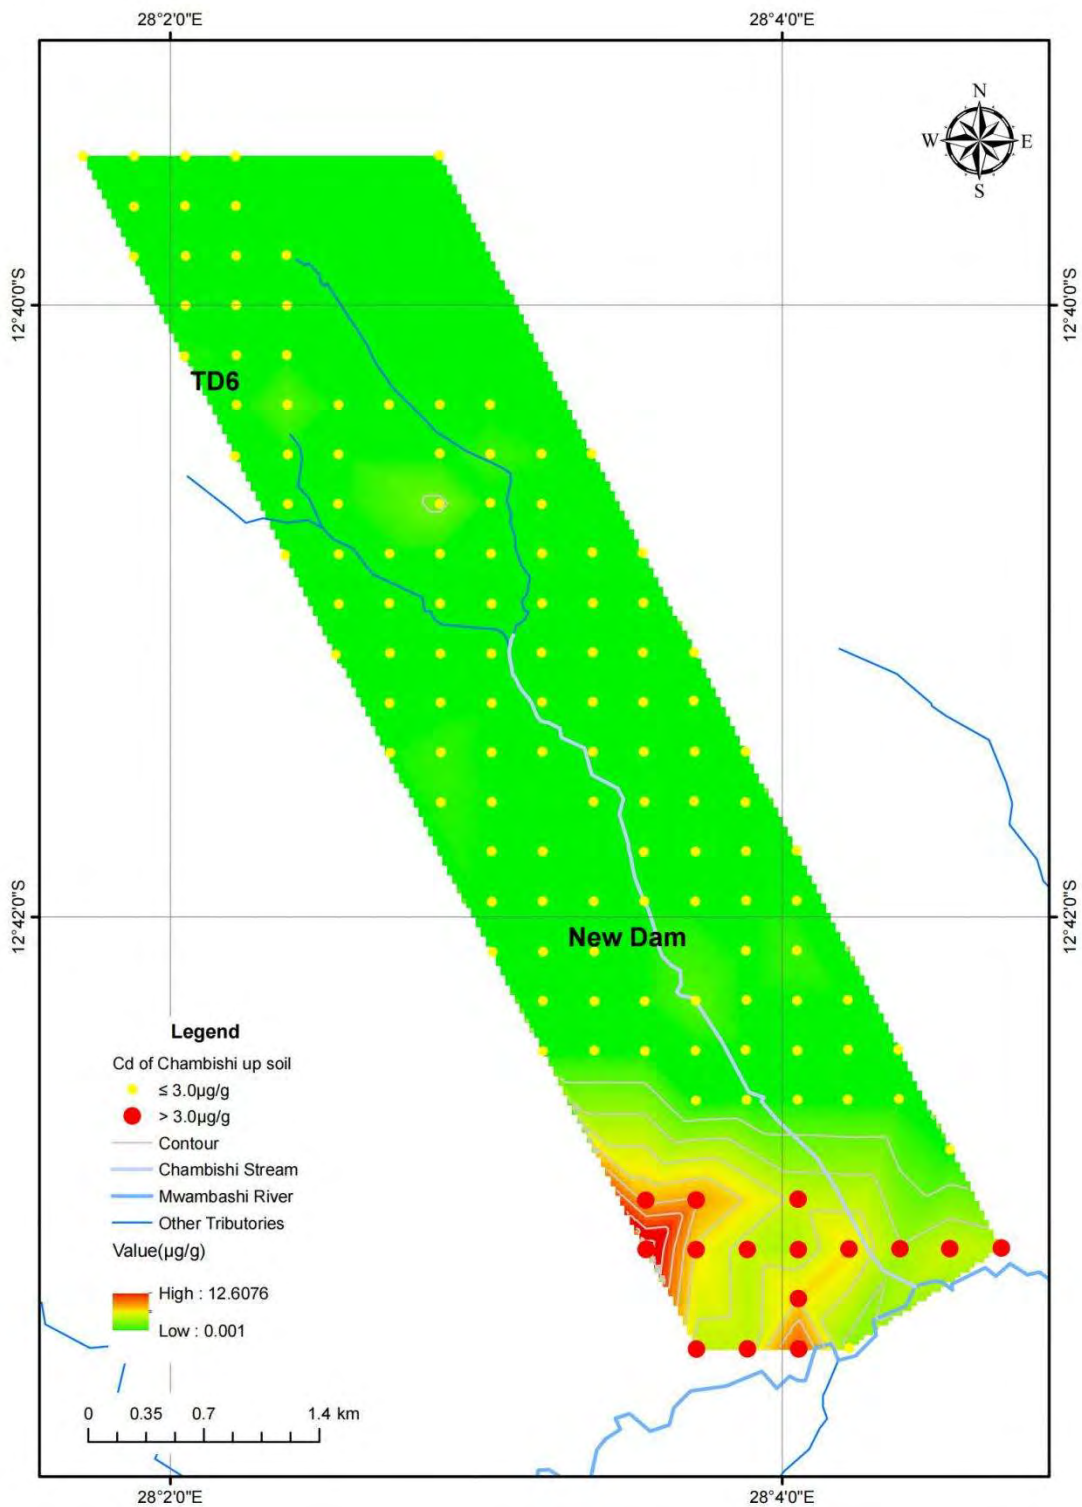 28°2'0"E
28°4'0"E
N
W
E
S
12°40'0"S
12°40'0"S
TD6
12°42'0"S
12°42'0"S
New Dam
Legend
Cd of Chambishi up soil
≤ 3.0µg/g
> 3.0µg/g
Contour
Chambishi Stream
Mwambashi River
Other Tributories
Value(µg/g)
High : 12.6076
Low : 0.001
0 0.35 0.7 1.4 km
28°2'0"E
28°4'0"E